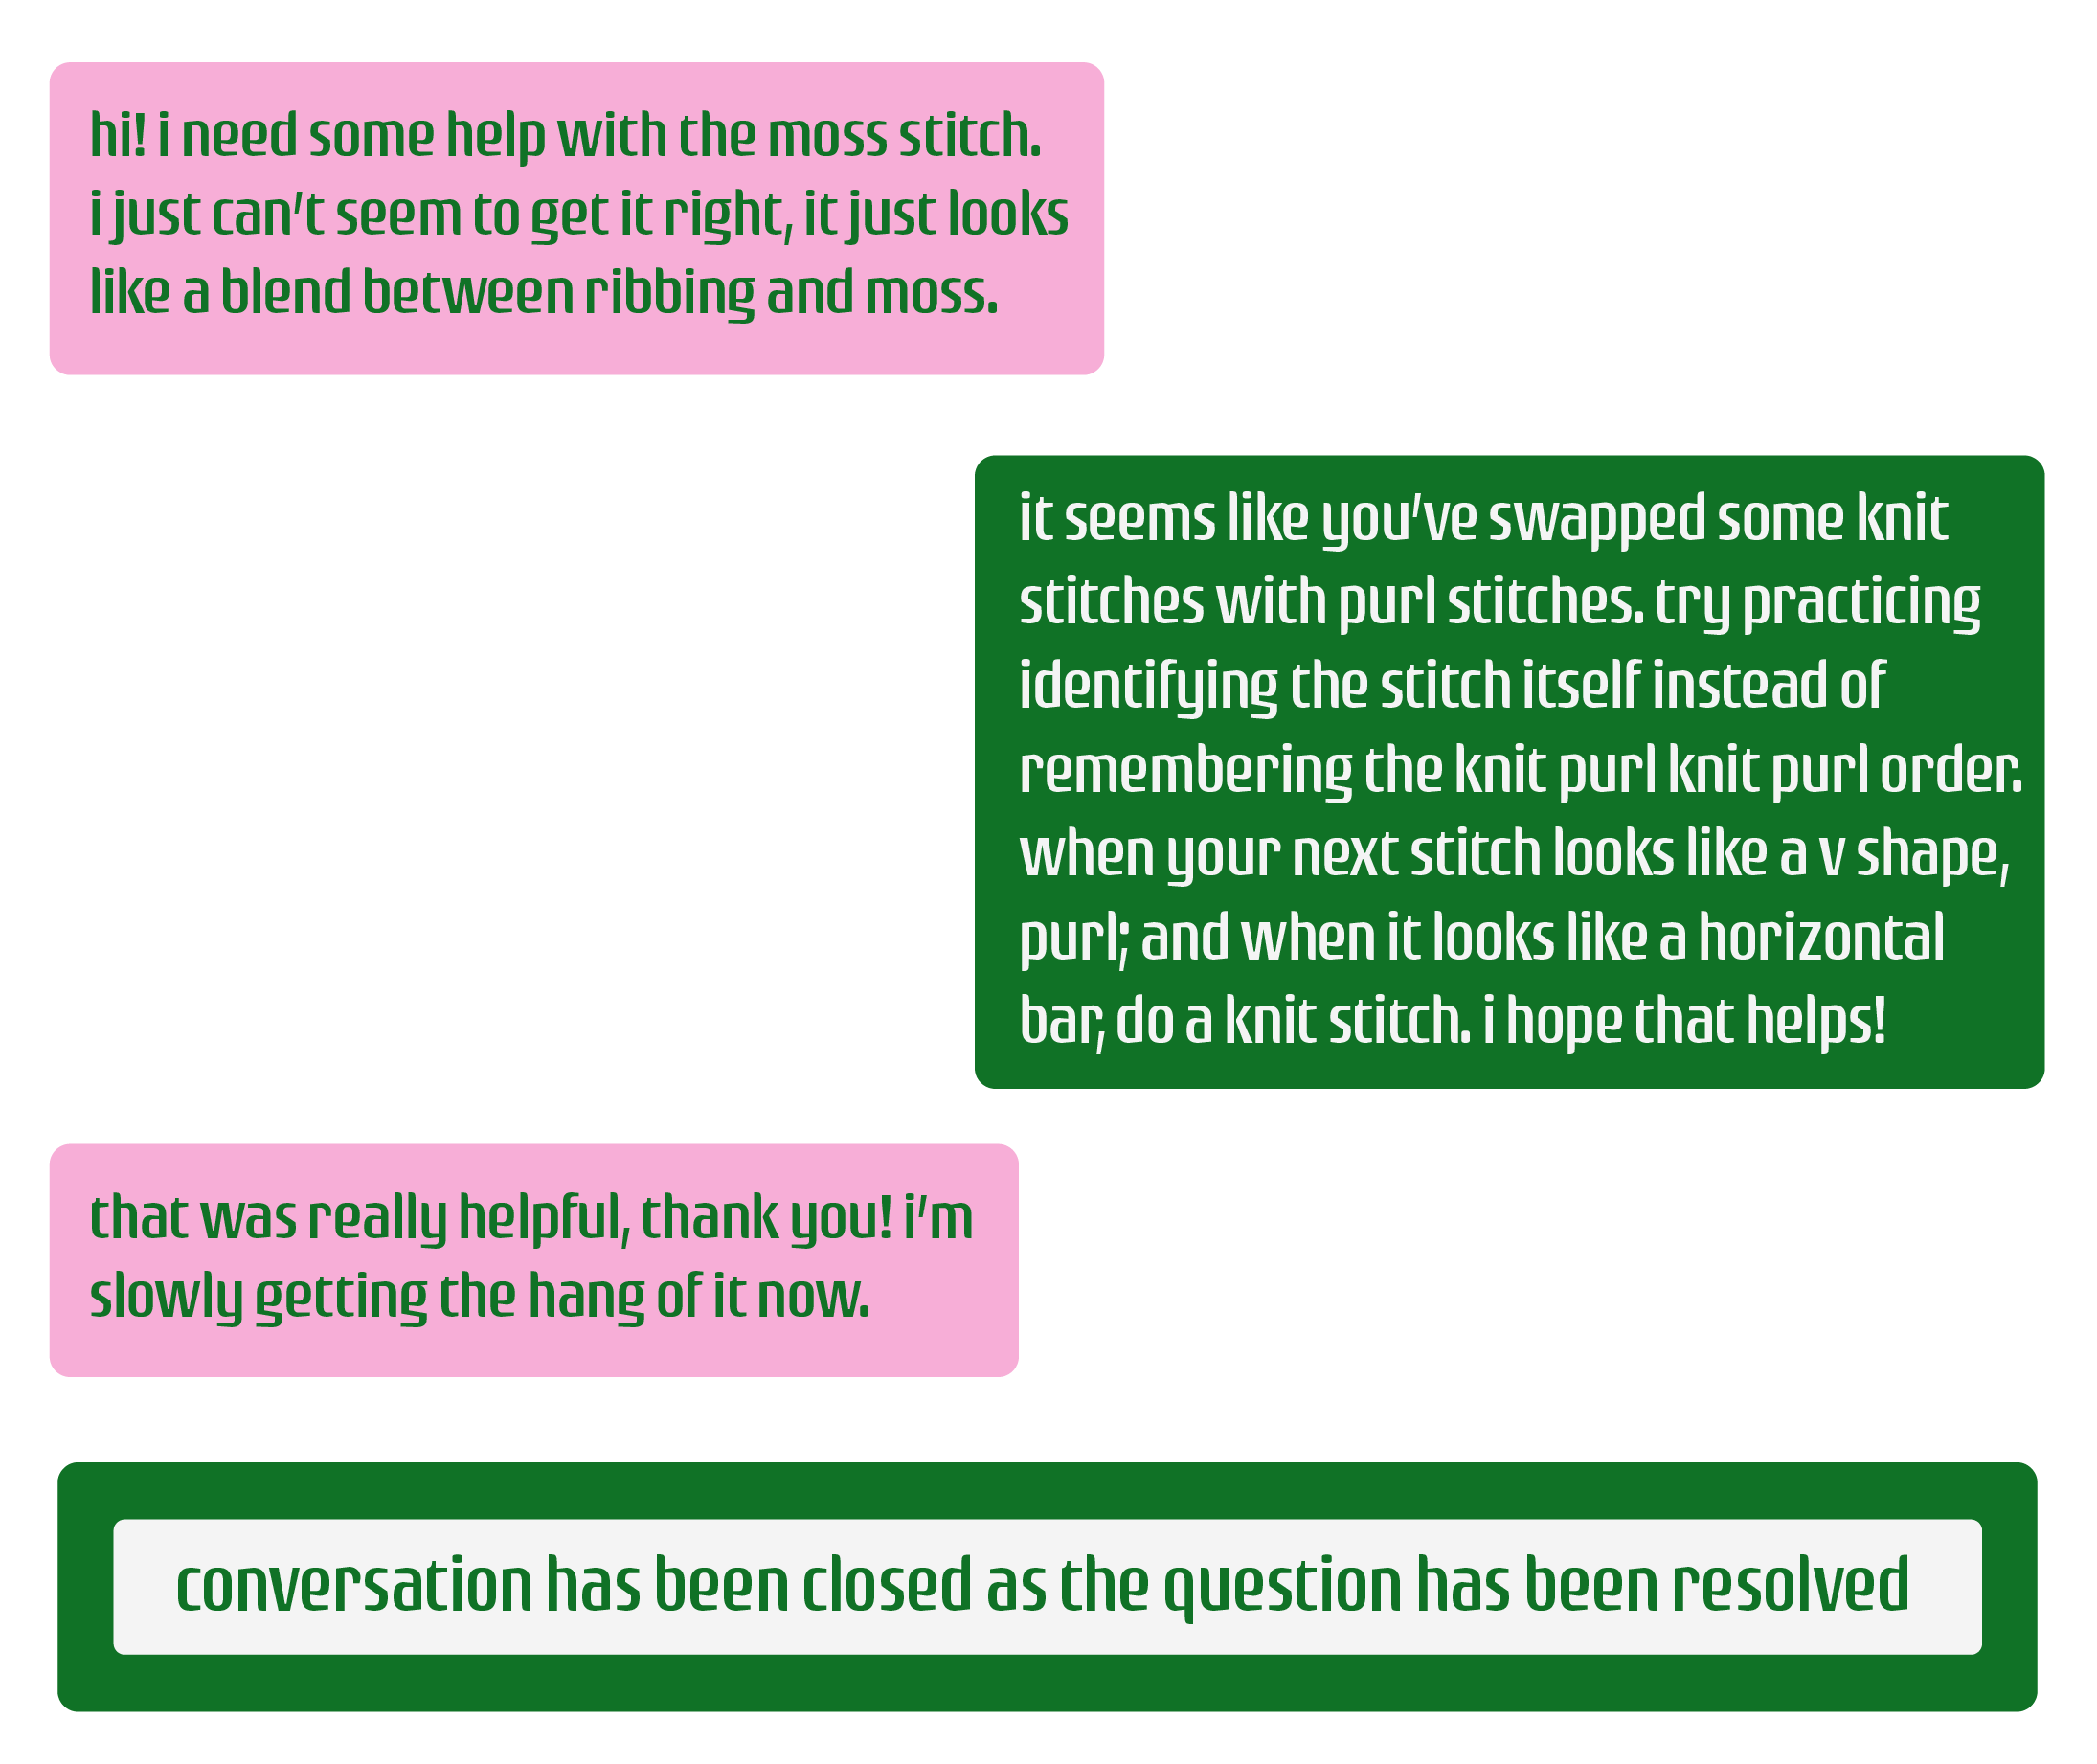 hi! i need some help with the moss stitch.
i just can't seem to get it right, it just looks
like a blend between ribbing and moss.
it seems like you've swapped some knit
stitches with purl stitches. try practicing
identifying the stitch itself instead of
remembering the knit purl knit purl order.
when your next stitch looks like a v shape,
purl; and when it looks like a horizontal
bar, do a knit stitch. i hope that helps!
that was really helpful, thank you! i'm
slowly getting the hang of it now.
conversation has been closed as the question has been resolved